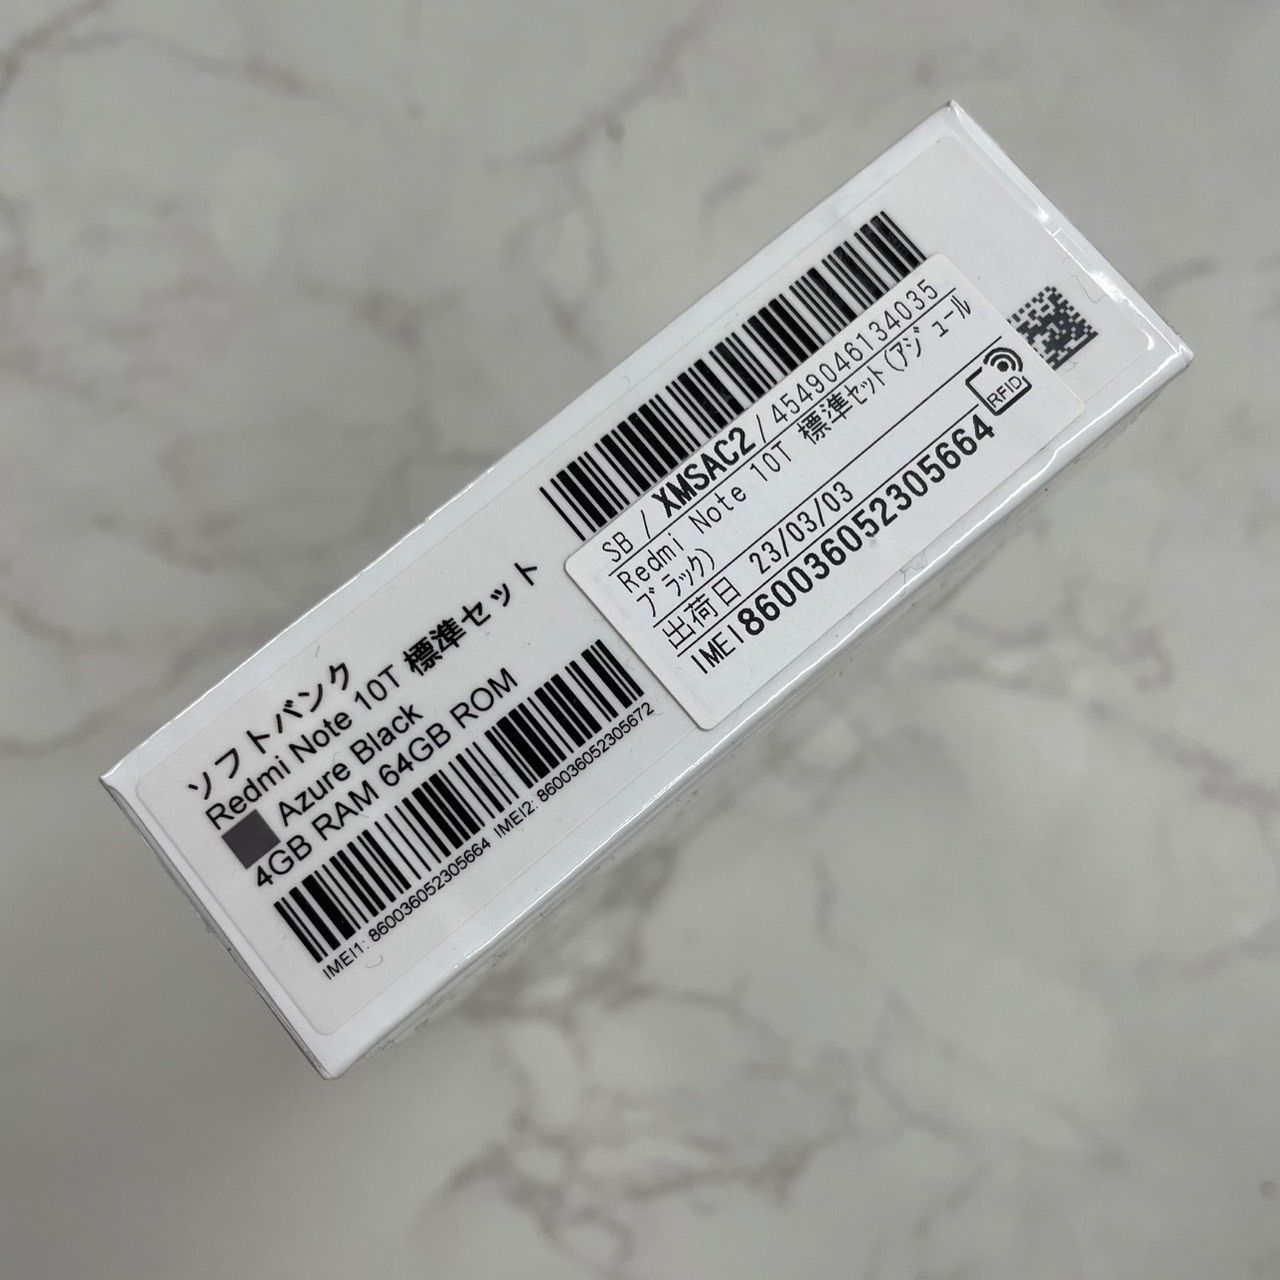 ソフトバンク
Redmi Note 10T 標準セット
Azure Black
4GB RAM 64GB ROM
IMEI1: 860036052305664 IMEI2: 860036052305672
SB / XMSAC2 / 4549046134035
Redmi Note 10T 標準ｾｯﾄ(ｱｼﾞｭｰﾙ
ﾌﾞﾗｯｸ)
出荷日 23/03/03
RFID
IMEI 860036052305664